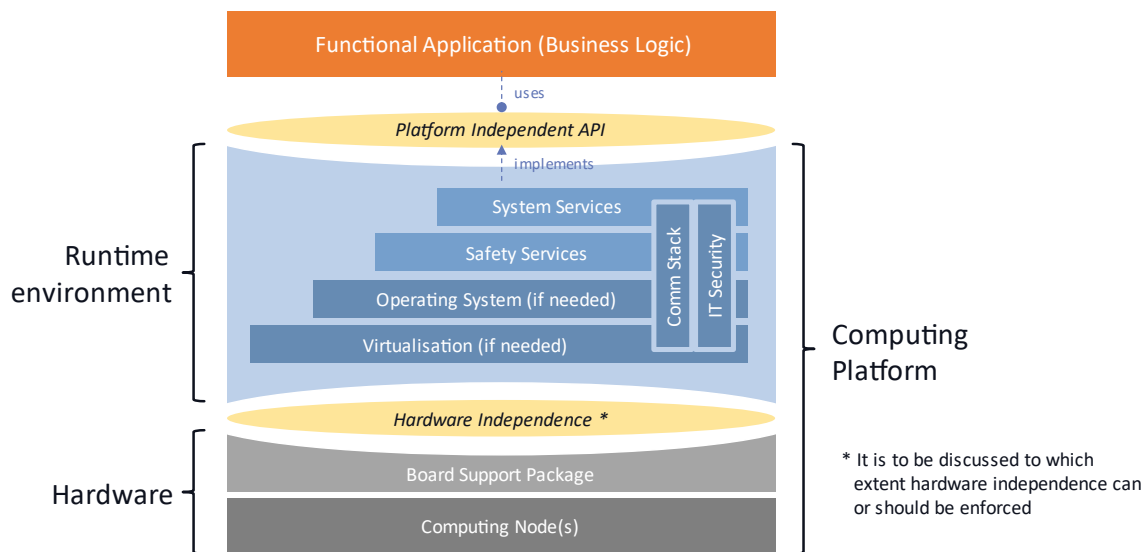 Functional Application (Business Logic)
uses
Platform Independent API
implements
System Services
Safety Services
Operating System (if needed)
Virtualisation (if needed)
Comm Stack
IT Security
Runtime
environment
Computing
Platform
Hardware Independence *
Board Support Package
Computing Node(s)
Hardware
* It is to be discussed to which
extent hardware independence can
or should be enforced